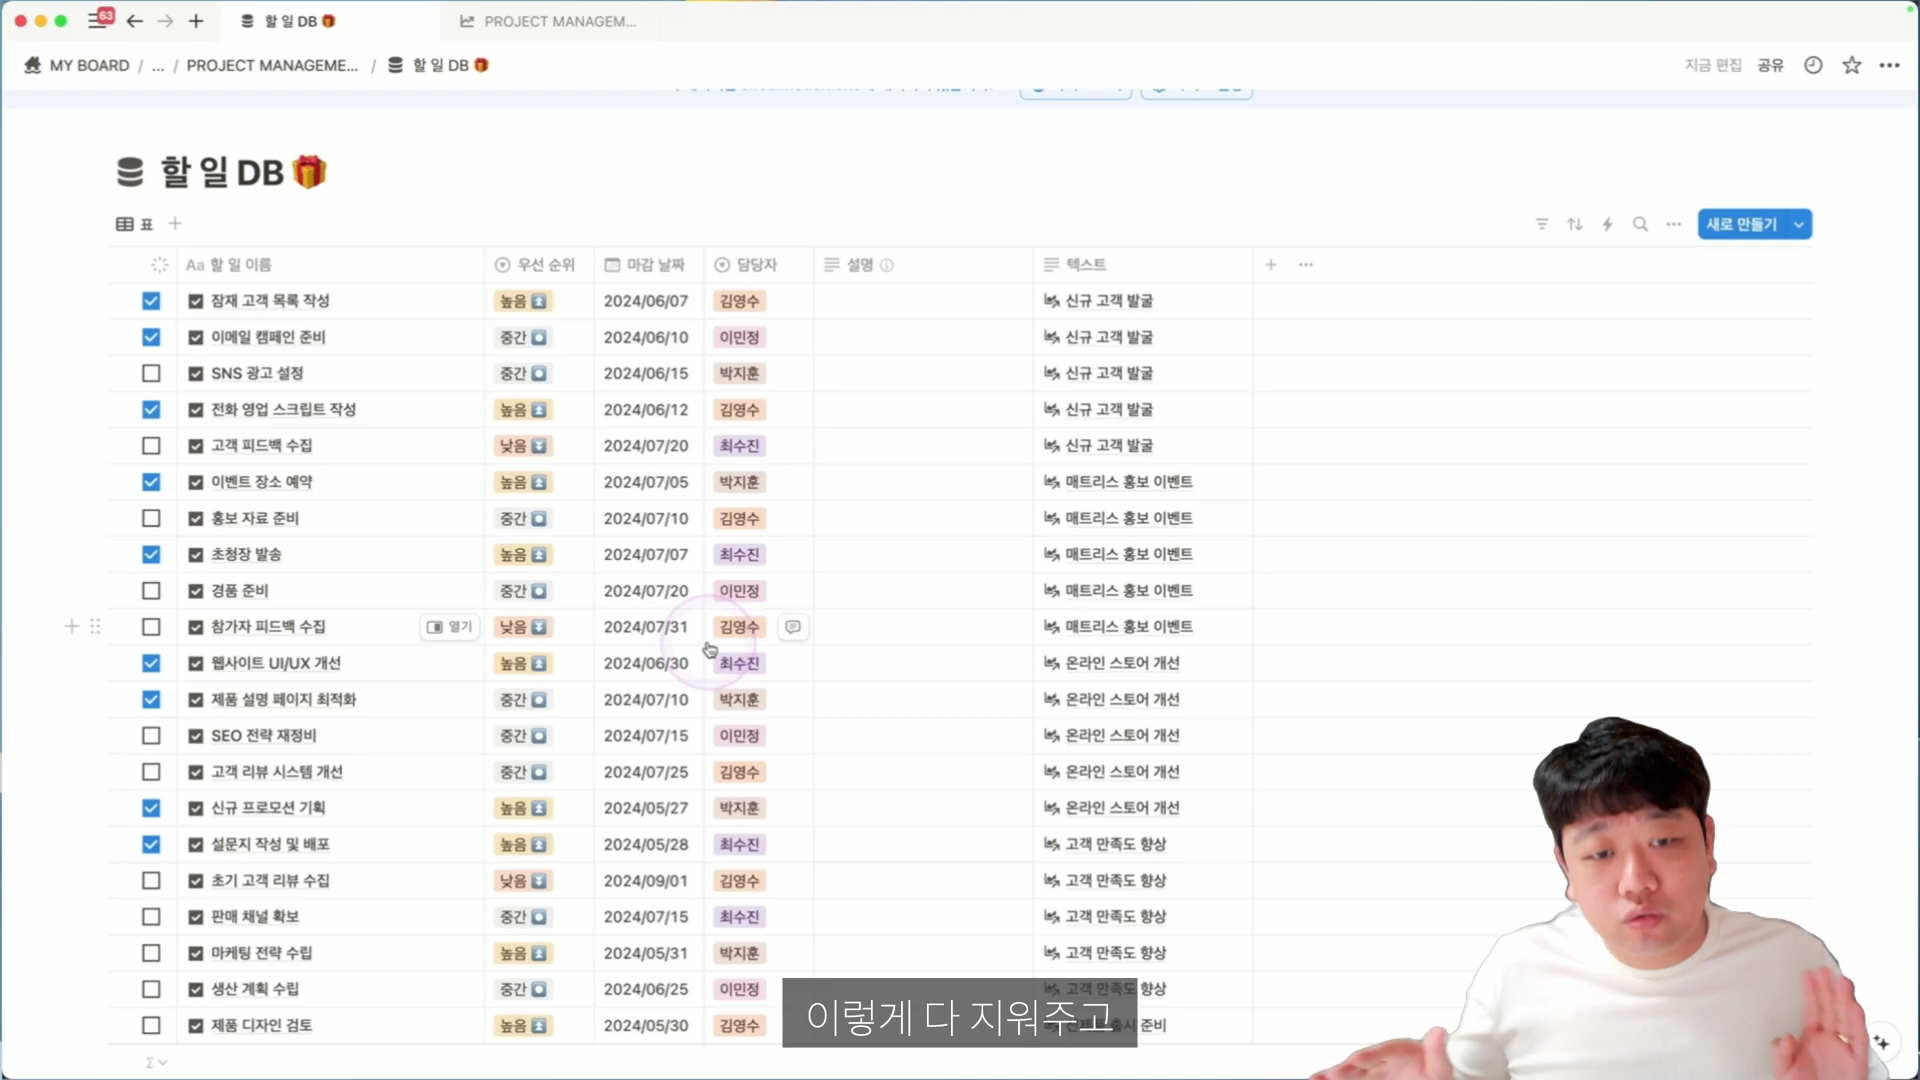 63
할 일 DB
PROJECT MANAGEM...
MY BOARD / ... / PROJECT MANAGEME... / 할 일 DB
지금 편집 공유
할 일 DB
표
새로 만들기
Aa 할 일 이름 우선 순위 마감 날짜 담당자 설명 텍스트
잠재 고객 목록 작성 높음 2024/06/07 김영수 신규 고객 발굴
이메일 캠페인 준비 중간 2024/06/10 이민정 신규 고객 발굴
SNS 광고 설정 중간 2024/06/15 박지훈 신규 고객 발굴
전화 영업 스크립트 작성 높음 2024/06/12 김영수 신규 고객 발굴
고객 피드백 수집 낮음 2024/07/20 최수진 신규 고객 발굴
이벤트 장소 예약 높음 2024/07/05 박지훈 매트리스 홍보 이벤트
홍보 자료 준비 중간 2024/07/10 김영수 매트리스 홍보 이벤트
초청장 발송 높음 2024/07/07 최수진 매트리스 홍보 이벤트
경품 준비 중간 2024/07/20 이민정 매트리스 홍보 이벤트
참가자 피드백 수집 열기 낮음 2024/07/31 김영수 매트리스 홍보 이벤트
웹사이트 UI/UX 개선 높음 2024/06/30 최수진 온라인 스토어 개선
제품 설명 페이지 최적화 중간 2024/07/10 박지훈 온라인 스토어 개선
SEO 전략 재정비 중간 2024/07/15 이민정 온라인 스토어 개선
고객 리뷰 시스템 개선 중간 2024/07/25 김영수 온라인 스토어 개선
신규 프로모션 기획 높음 2024/05/27 박지훈 온라인 스토어 개선
설문지 작성 및 배포 높음 2024/05/28 최수진 고객 만족도 향상
초기 고객 리뷰 수집 낮음 2024/09/01 김영수 고객 만족도 향상
판매 채널 확보 중간 2024/07/15 최수진 고객 만족도 향상
마케팅 전략 수립 높음 2024/05/31 박지훈 고객 만족도 향상
생산 계획 수립 중간 2024/06/25 이민정 고객 만족도 향상
제품 디자인 검토 높음 2024/05/30 김영수 준비
이렇게 다 지워주고